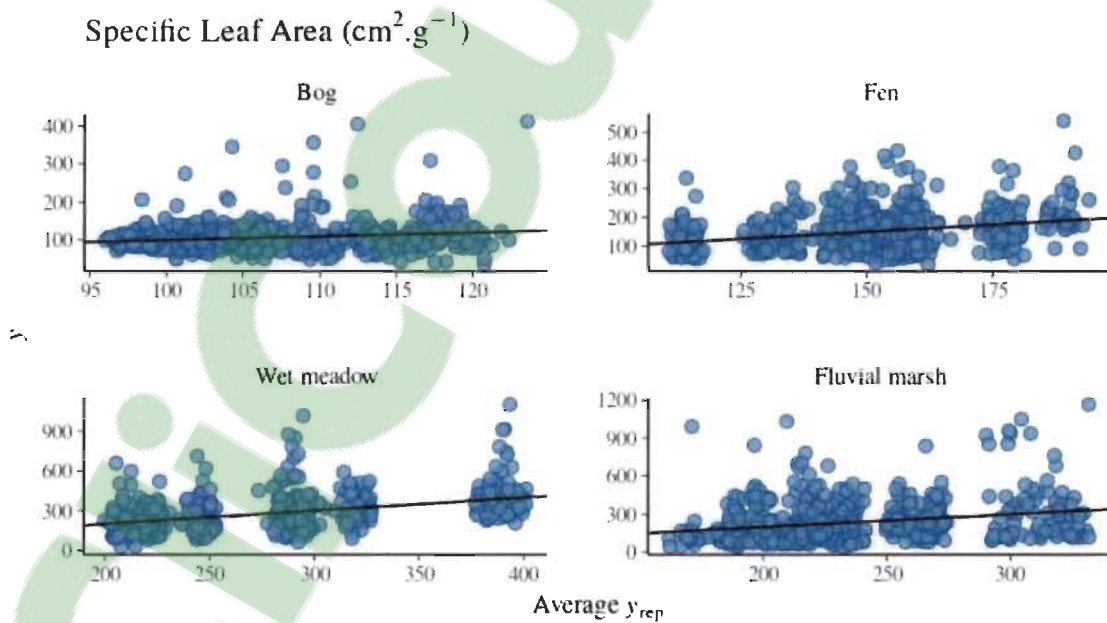 Specific Leaf Area (cm².g⁻¹)
Bog
400
300
200
100
95 100 105 110 115 120
Fen
500
400
300
200
100
125 150 175
y
Wet meadow
900
600
300
0
200 250 300 350 400
Fluvial marsh
1200
900
600
300
0
200 250 300
Average y_rep